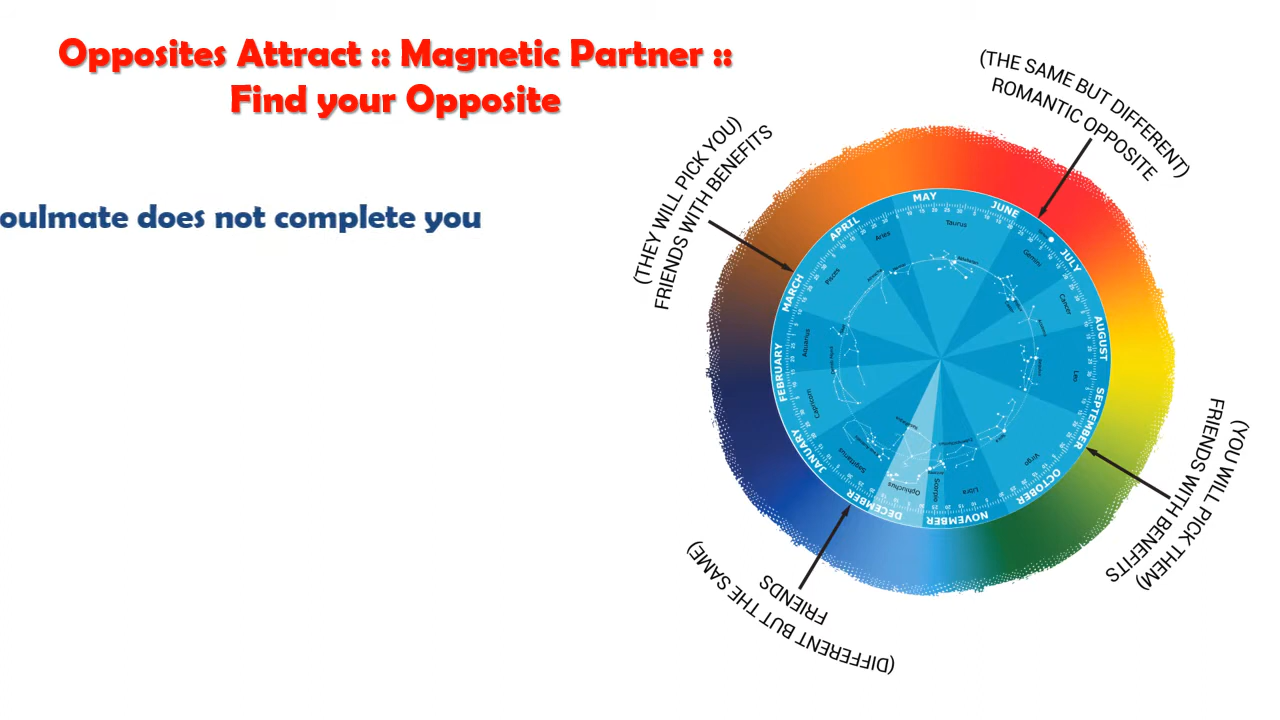 Opposites Attract :: Magnetic Partner ::
Find your Opposite
oulmate does not complete you
(THE SAME BUT DIFFERENT)
ROMANTIC OPPOSITE
(THEY WILL PICK YOU)
FRIENDS WITH BENEFITS
(YOU WILL PICK THEM)
FRIENDS WITH BENEFITS
FRIENDS
(DIFFERENT BUT THE SAME)
MAY
JUNE
JULY
AUGUST
SEPTEMBER
OCTOBER
NOVEMBER
DECEMBER
JANUARY
FEBRUARY
MARCH
APRIL
Taurus
Gemini
Cancer
Leo
Virgo
Libra
Scorpio
Ophiuchus
Sagittarius
Capricorn
Aquarius
Pisces
Aries